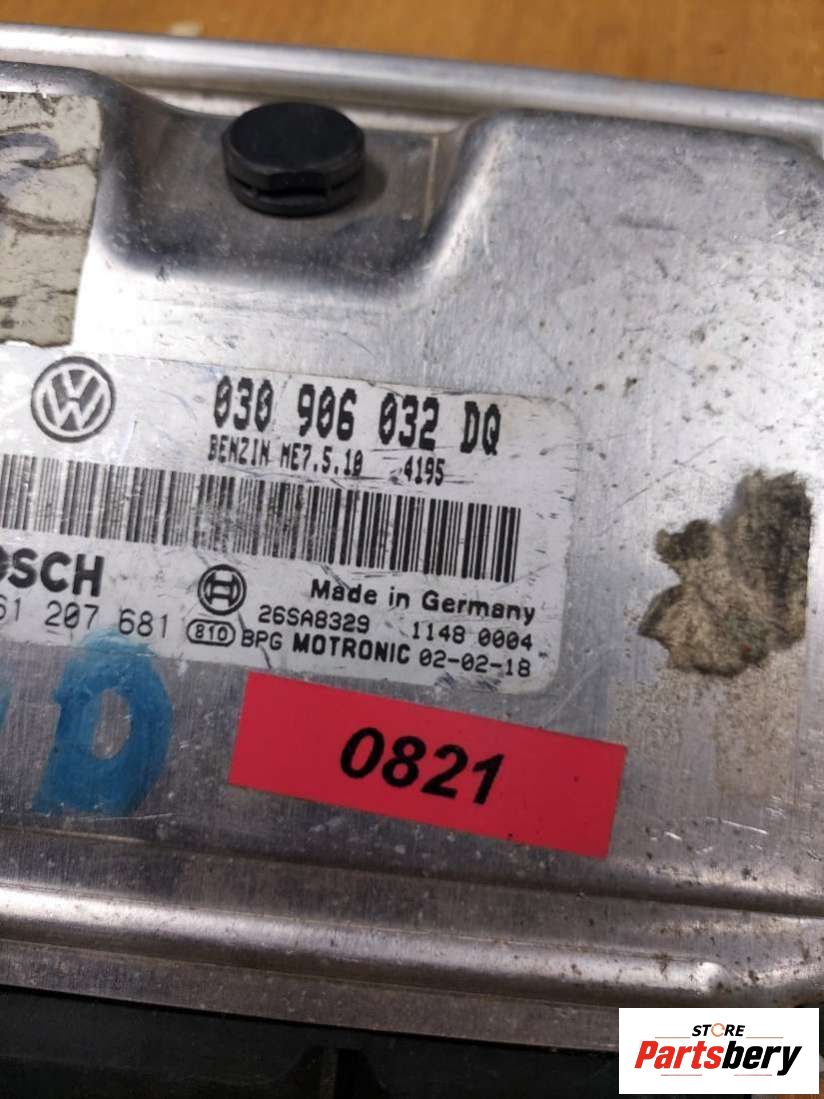 030 906 032 DQ
BENZIN ME7.5.10 4195
OSCH
Made in Germany
61 207 681
26SA8329 1148 0004
810 BPG MOTRONIC 02-02-18
0821
STORE
Partsbery